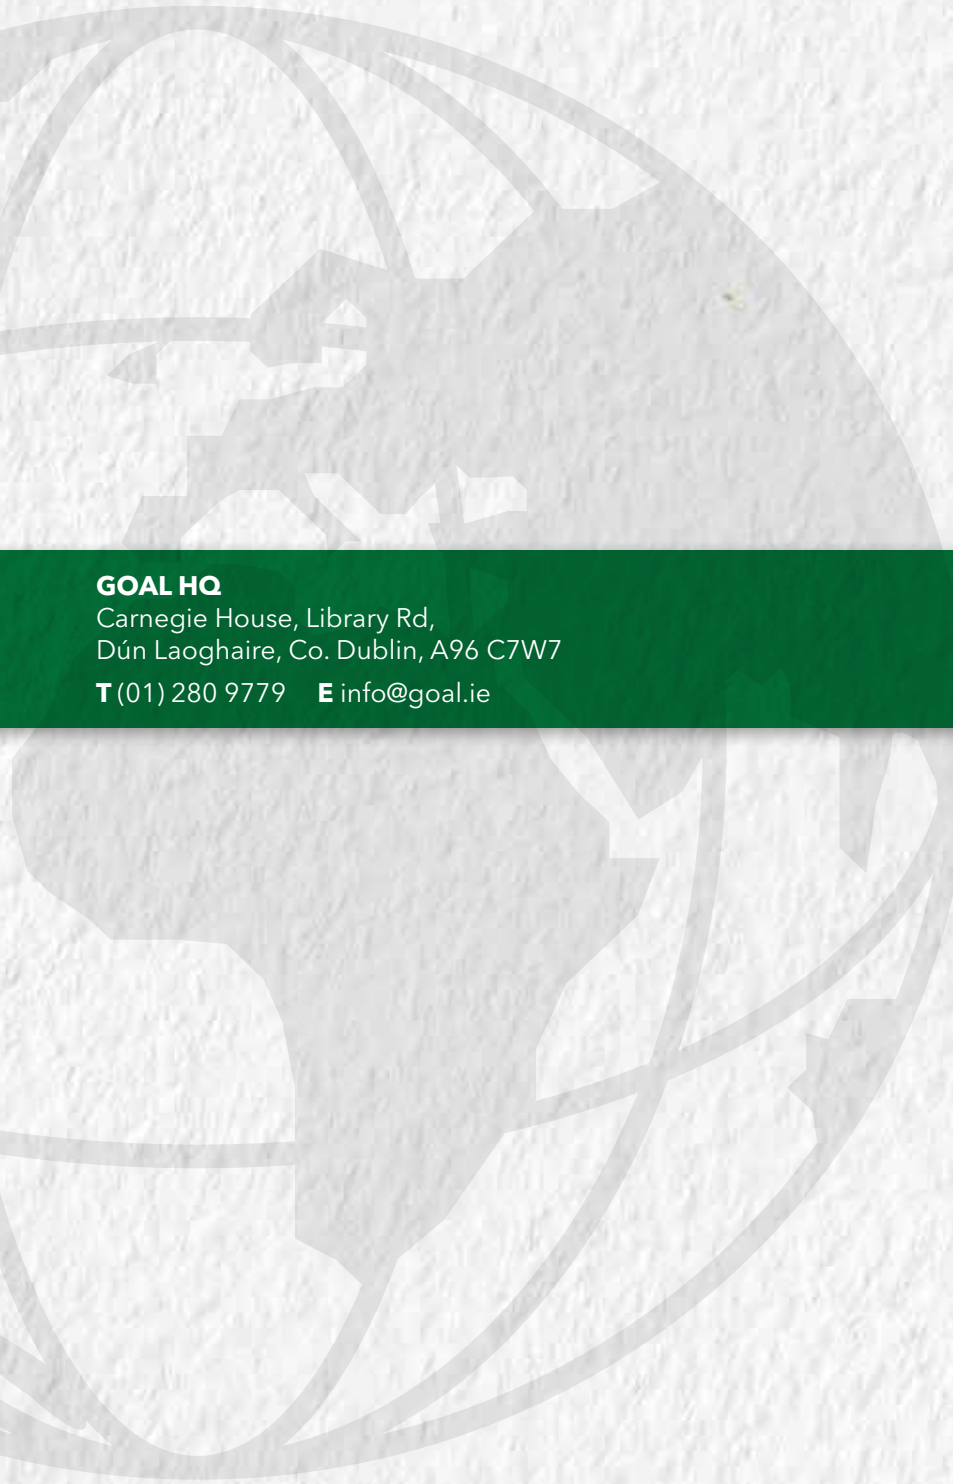 GOAL HQ
Carnegie House, Library Rd,
Dún Laoghaire, Co. Dublin, A96 C7W7
T (01) 280 9779 E info@goal.ie